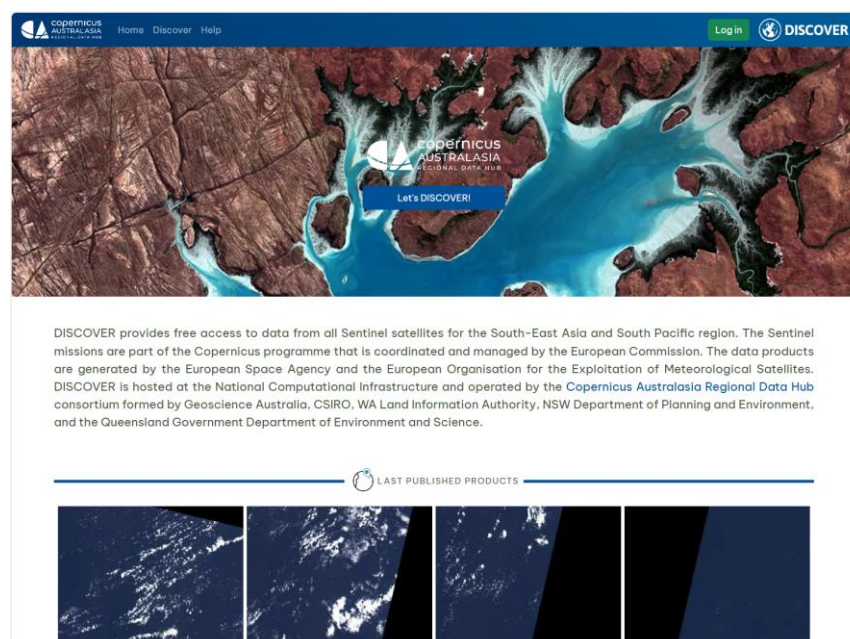 copernicus
AUSTRALASIA
REGIONAL DATA HUB
Home Discover Help
Log in
DISCOVER
copernicus
AUSTRALASIA
REGIONAL DATA HUB
Let's DISCOVER!
DISCOVER provides free access to data from all Sentinel satellites for the South-East Asia and South Pacific region. The Sentinel
missions are part of the Copernicus programme that is coordinated and managed by the European Commission. The data products
are generated by the European Space Agency and the European Organisation for the Exploitation of Meteorological Satellites.
DISCOVER is hosted at the National Computational Infrastructure and operated by the Copernicus Australasia Regional Data Hub
consortium formed by Geoscience Australia, CSIRO, WA Land Information Authority, NSW Department of Planning and Environment,
and the Queensland Government Department of Environment and Science.
LAST PUBLISHED PRODUCTS